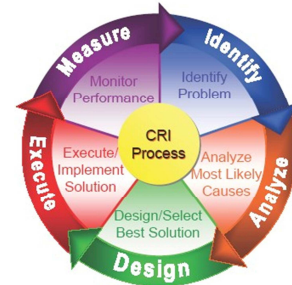 Measure
Identify
Monitor
Performance
Identify
Problem
CRI
Process
Execute
Execute/
Implement
Solution
Analyze
Most Likely
Causes
Analyze
Design/Select
Best Solution
Design